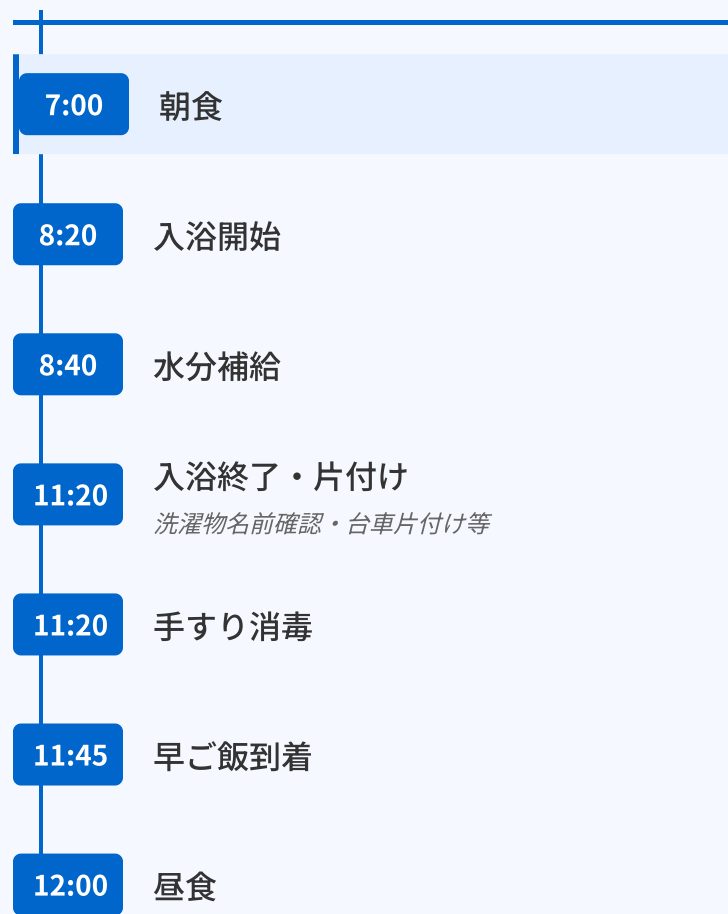 7:00 朝食
8:20 入浴開始
8:40 水分補給
11:20 入浴終了・片付け
洗濯物名前確認・台車片付け等
11:20 手すり消毒
11:45 早ご飯到着
12:00 昼食